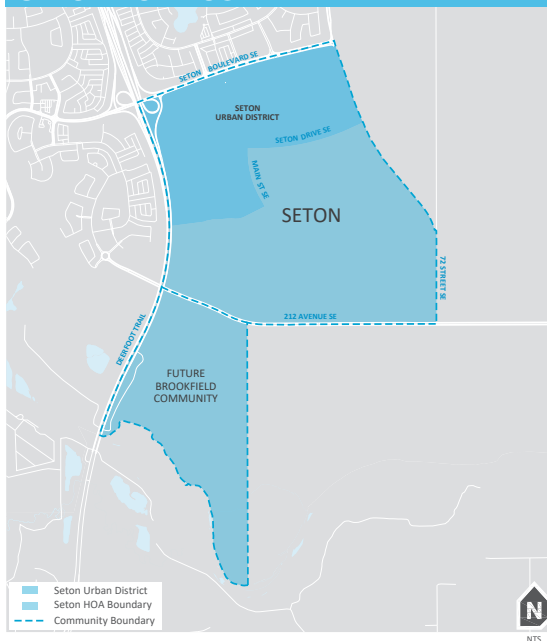 SETON BOULEVARD SE
SETON
URBAN DISTRICT
SETON DRIVE SE
MAIN ST SE
SETON
72 STREET SE
212 AVENUE SE
DEERFOOT TRAIL
FUTURE
BROOKFIELD
COMMUNITY
Seton Urban District
Seton HOA Boundary
Community Boundary
N
NTS